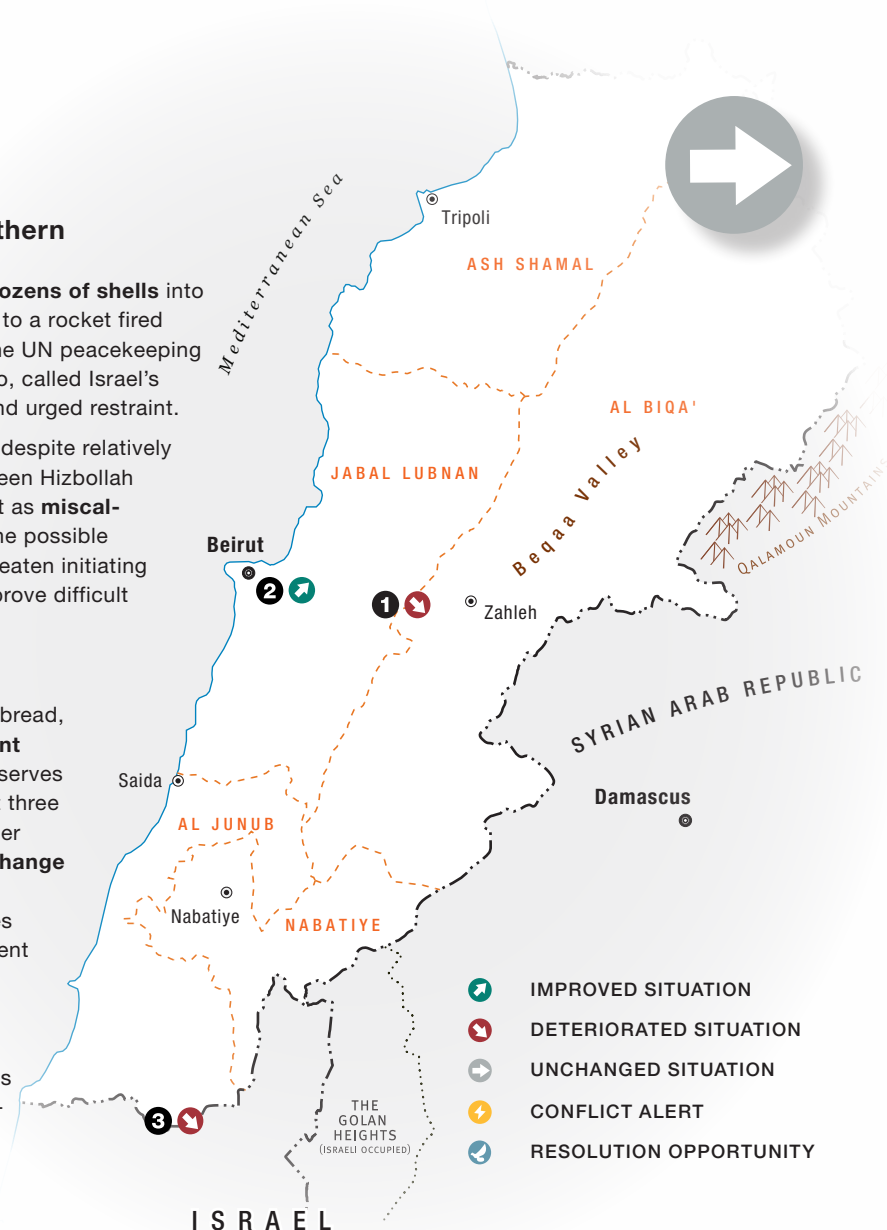 thern
ozens of shells into
to a rocket fired
he UN peacekeeping
o, called Israel's
nd urged restraint.
despite relatively
een Hizbollah
t as miscal-
he possible
eaten initiating
prove difficult
bread,
nt
serves
t three
er
hange
s
ent
s
Mediterranean Sea
Tripoli
ASH SHAMAL
AL BIQA'
JABAL LUBNAN
Beqaa Valley
QALAMOUN MOUNTAINS
Beirut
2
1
Zahleh
SYRIAN ARAB REPUBLIC
Damascus
Saida
AL JUNUB
Nabatiye
NABATIYE
3
THE
GOLAN
HEIGHTS
(ISRAELI OCCUPIED)
ISRAEL
IMPROVED SITUATION
DETERIORATED SITUATION
UNCHANGED SITUATION
CONFLICT ALERT
RESOLUTION OPPORTUNITY